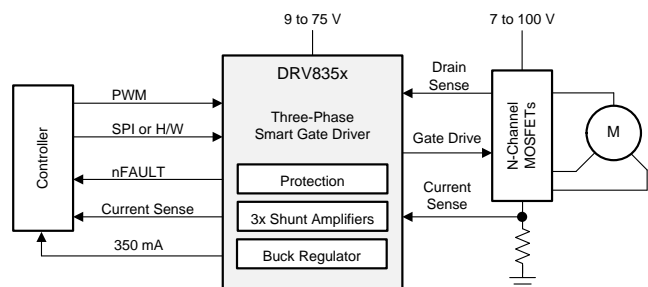 9 to 75 V
7 to 100 V
DRV835x
Three-Phase
Smart Gate Driver
Protection
3x Shunt Amplifiers
Buck Regulator
Controller
PWM
SPI or H/W
nFAULT
Current Sense
350 mA
Drain
Sense
Gate Drive
Current
Sense
N-Channel
MOSFETs
M